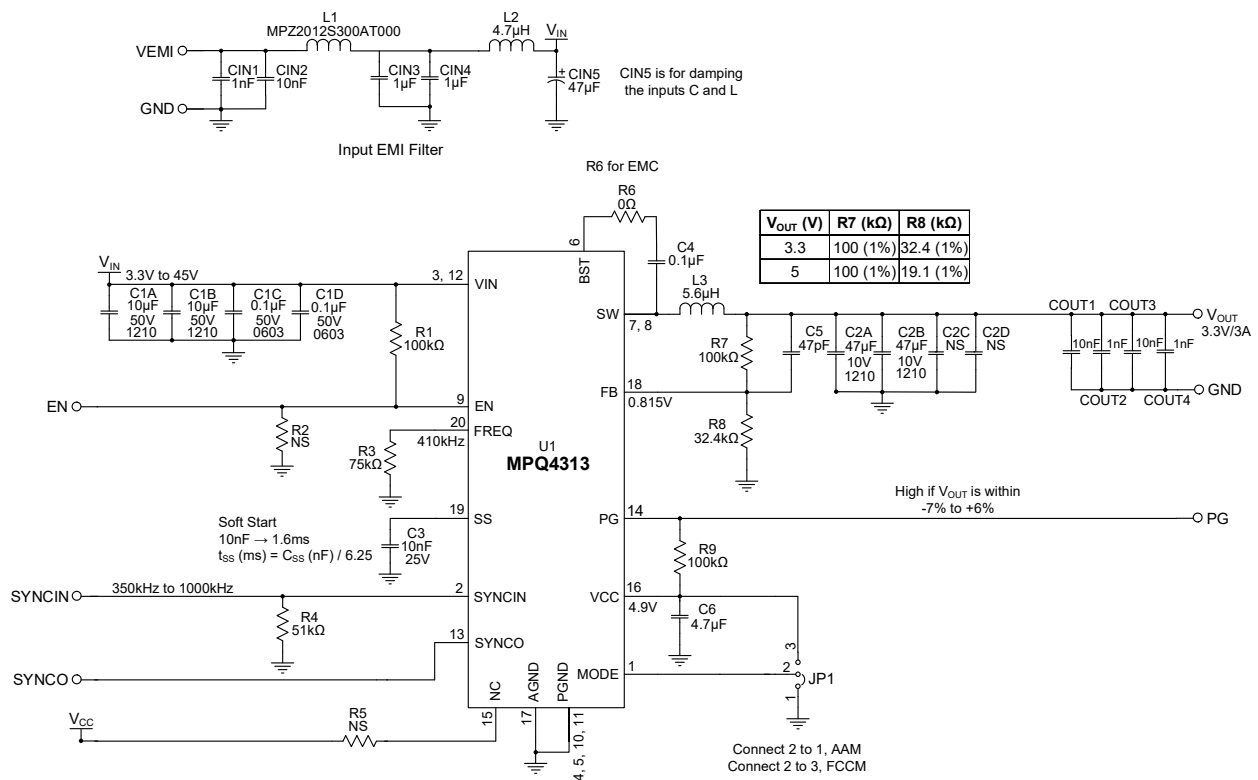 L1
MPZ2012S300AT000
L2
4.7µH
VIN
VEMI
CIN1
1nF
CIN2
10nF
CIN3
1µF
CIN4
1µF
CIN5
47µF
+
CIN5 is for damping
the inputs C and L
GND
Input EMI Filter
R6 for EMC
R6
0Ω
VOUT (V) R7 (kΩ) R8 (kΩ)
3.3 100 (1%) 32.4 (1%)
5 100 (1%) 19.1 (1%)
6
BST
C4
0.1µF
VIN
3.3V to 45V
3, 12
VIN
C1A
10µF
50V
1210
C1B
10µF
50V
1210
C1C
0.1µF
50V
0603
C1D
0.1µF
50V
0603
R1
100kΩ
L3
5.6µH
SW
7, 8
R7
100kΩ
C5
47pF
C2A
47µF
10V
1210
C2B
47µF
10V
1210
C2C
NS
C2D
NS
COUT1
COUT3
10nF
1nF
10nF
1nF
COUT2
COUT4
VOUT
3.3V/3A
GND
18
FB
0.815V
R8
32.4kΩ
EN
9
EN
R2
NS
20
FREQ
410kHz
R3
75kΩ
U1
MPQ4313
19
SS
Soft Start
10nF → 1.6ms
tSS (ms) = CSS (nF) / 6.25
C3
10nF
25V
14
PG
High if VOUT is within
-7% to +6%
PG
R9
100kΩ
SYNCIN
350kHz to 1000kHz
2
SYNCIN
R4
51kΩ
16
VCC
4.9V
C6
4.7µF
13
SYNCO
SYNCO
1
MODE
3
2
1
JP1
NC
AGND
PGND
15
17
4, 5, 10, 11
VCC
R5
NS
Connect 2 to 1, AAM
Connect 2 to 3, FCCM